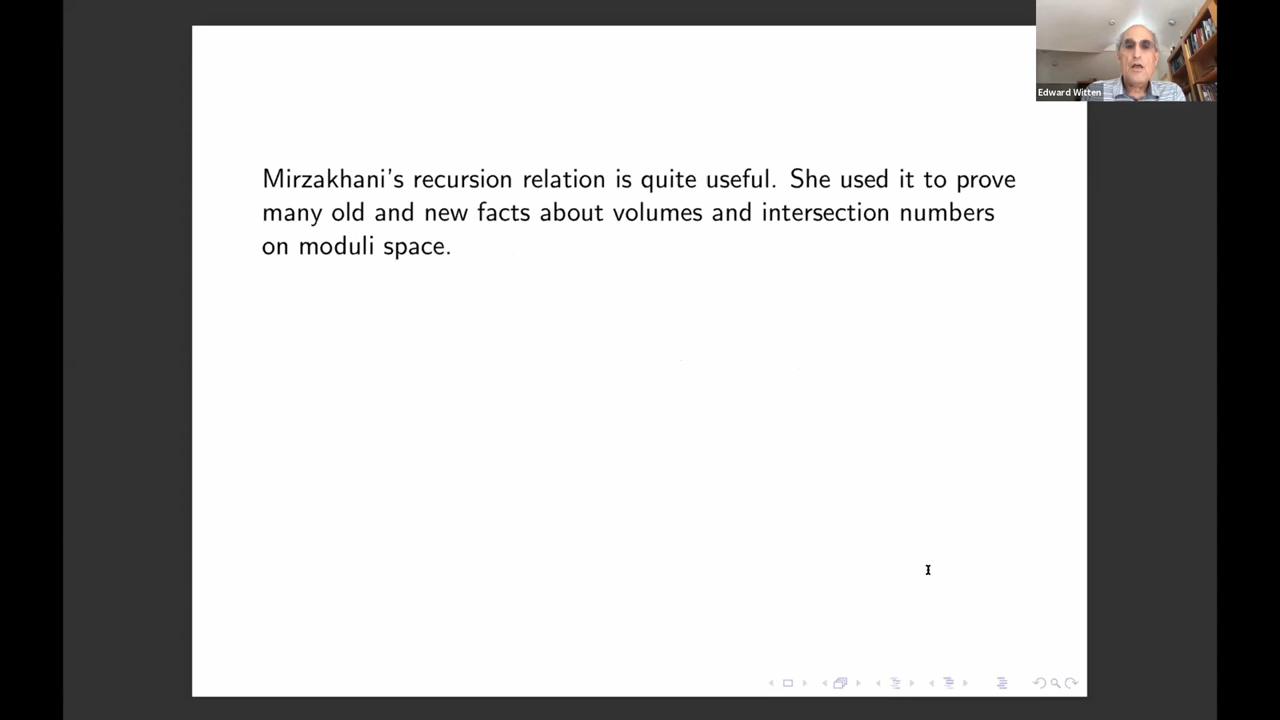 Edward Witten
Mirzakhani's recursion relation is quite useful. She used it to prove
many old and new facts about volumes and intersection numbers
on moduli space.